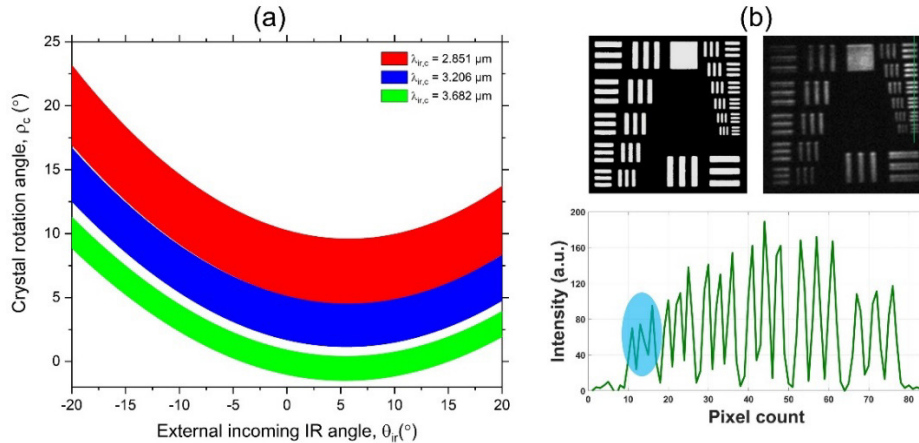 (a)
25
20
15
10
5
0
-20 -15 -10 -5 0 5 10 15 20
Crystal rotation angle, ρc (°)
External incoming IR angle, θir(°)
λir,c = 2.851 μm
λir,c = 3.206 μm
λir,c = 3.682 μm
(b)
200
160
120
80
40
0
0 10 20 30 40 50 60 70 80
Intensity (a.u.)
Pixel count